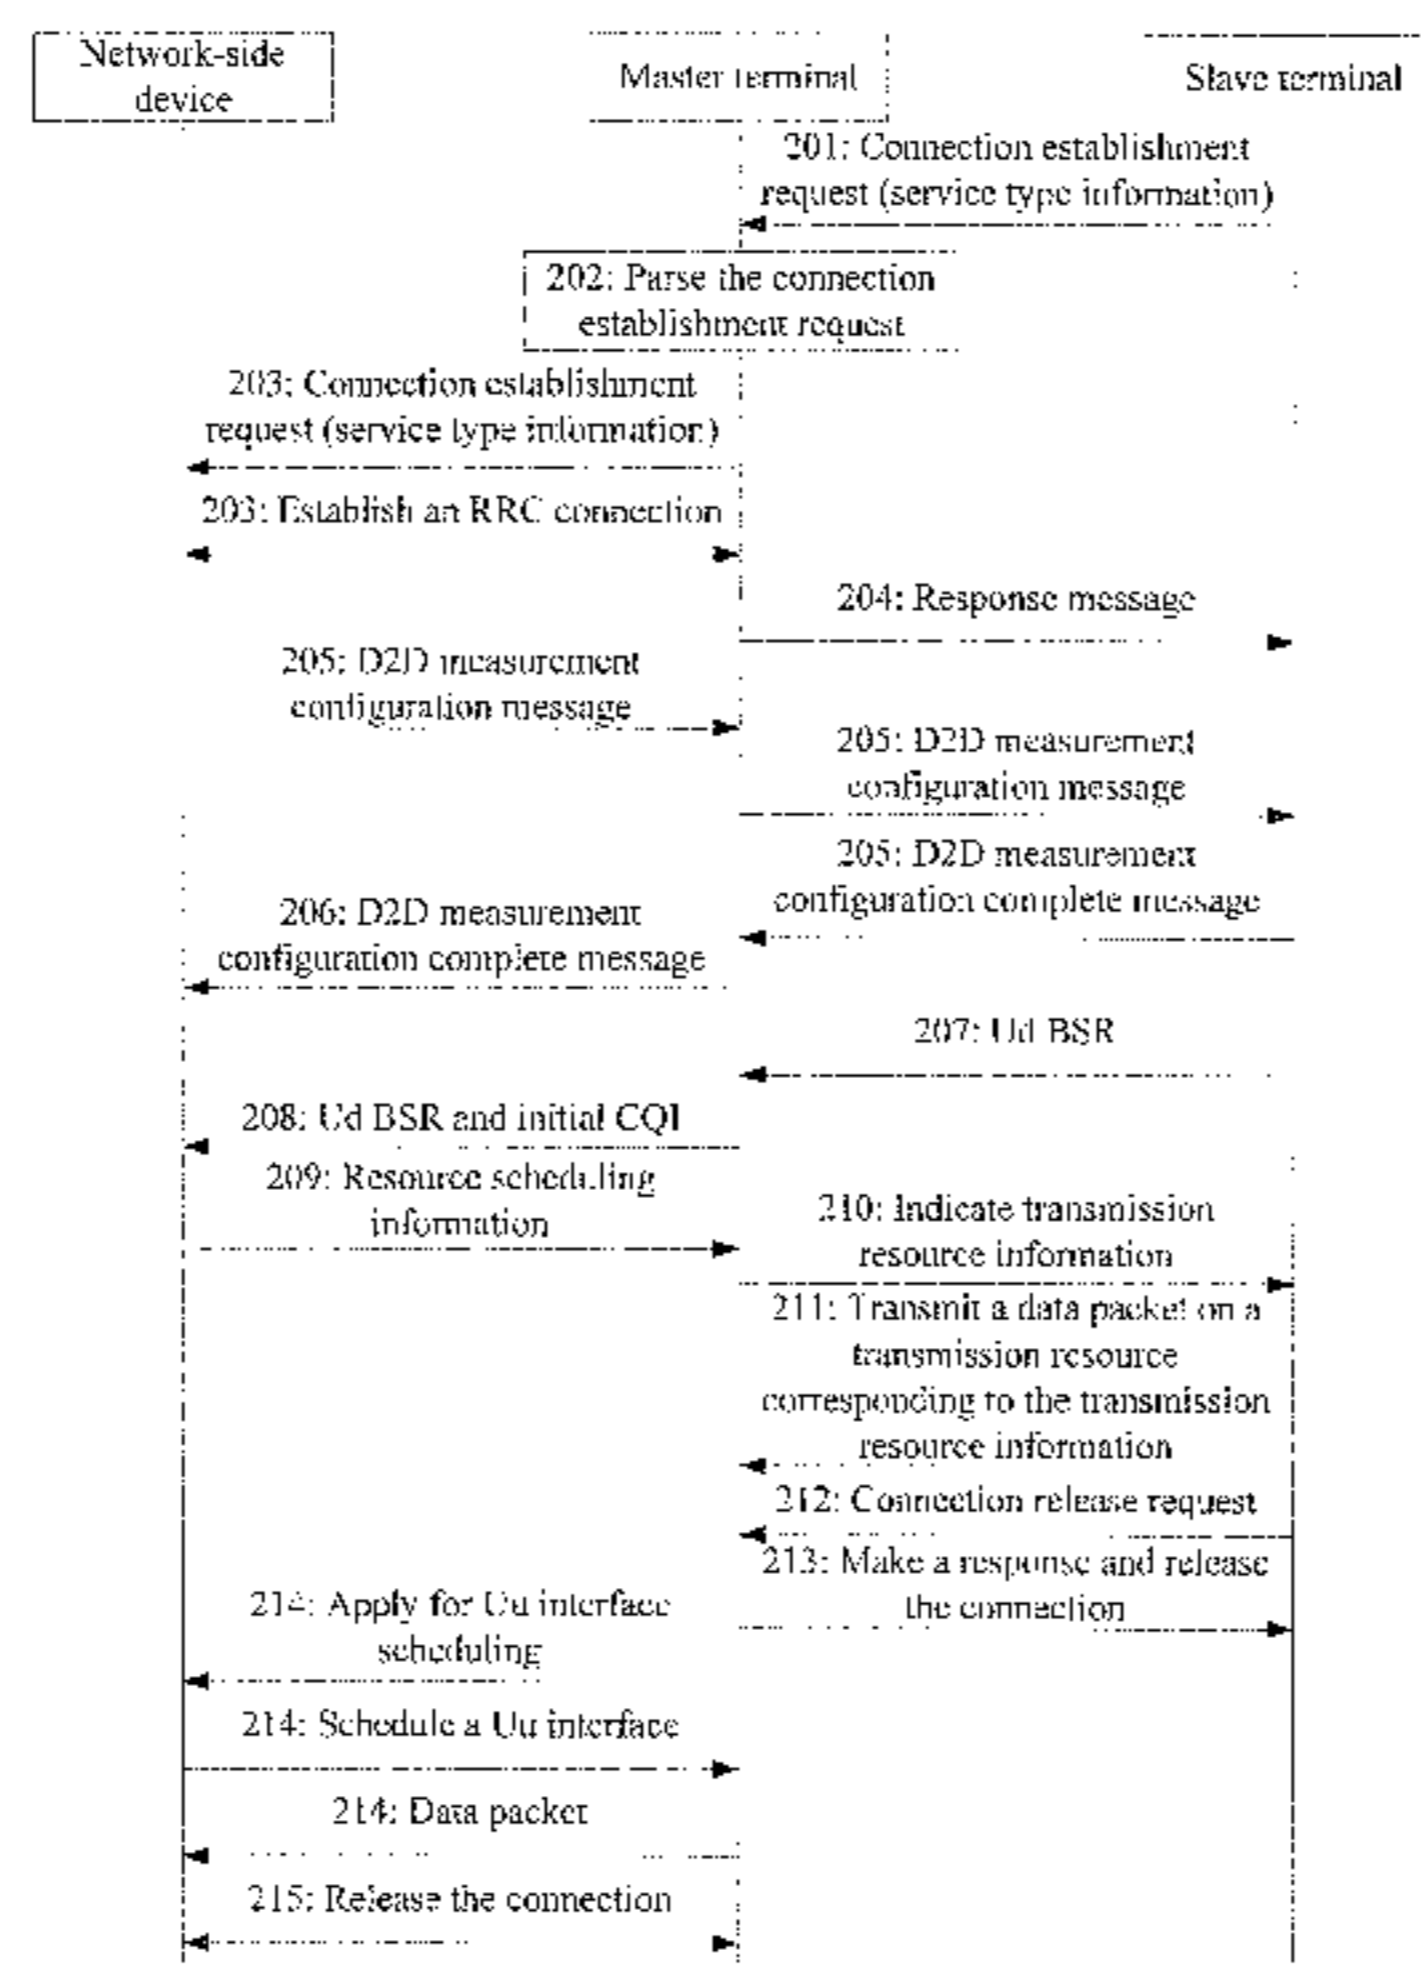 Network-side
device
Master terminal
Slave terminal
201: Connection establishment
request (service type information)
202: Parse the connection
establishment request
203: Connection establishment
request (service type information)
203: Establish an RRC connection
204: Response message
205: D2D measurement
configuration message
205: D2D measurement
configuration message
205: D2D measurement
configuration complete message
206: D2D measurement
configuration complete message
207: Ud BSR
208: Ud BSR and initial CQI
209: Resource scheduling
information
210: Indicate transmission
resource information
211: Transmit a data packet on a
transmission resource
corresponding to the transmission
resource information
212: Connection release request
213: Make a response and release
the connection
214: Apply for Uu interface
scheduling
214: Schedule a Uu interface
214: Data packet
215: Release the connection